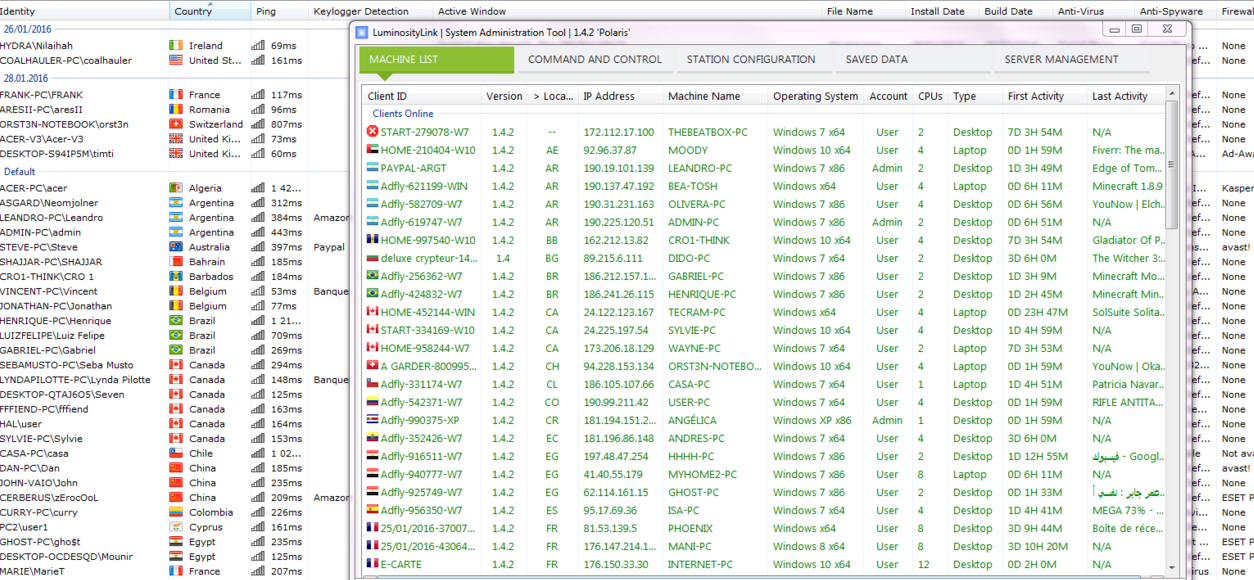 Identity Country Ping Keylogger Detection Active Window File Name Install Date Build Date Anti-Virus Anti-Spyware Firewal
26/01/2016
HYDRA\Nilaihah Ireland 69ms None
COALHAULER-PC\coalhauler United St... 161ms None
28.01.2016
FRANK-PC\FRANK France 117ms None
ARESII-PC\aresII Romania 96ms None
ORST3N-NOTEBOOK\orst3n Switzerland 807ms None
ACER-V3\Acer-V3 United Ki... 73ms None
DESKTOP-S94IP5M\timti United Ki... 60ms Ad-Awa
Default
ACER-PC\acer Algeria 1 42... Kasper
ASGARD\Neomjolner Argentina 312ms None
LEANDRO-PC\Leandro Argentina 384ms Amazon None
ADMIN-PC\admin Argentina 443ms None
STEVE-PC\Steve Australia 397ms Paypal avast!
SHAJJAR-PC\SHAJJAR Bahrain 185ms None
CRO1-THINK\CRO 1 Barbados 184ms None
VINCENT-PC\Vincent Belgium 53ms Banque None
JONATHAN-PC\Jonathan Belgium 77ms None
HENRIQUE-PC\Henrique Brazil 1 21... None
LUIZFELIPE\Luiz Felipe Brazil 709ms None
GABRIEL-PC\Gabriel Brazil 269ms None
SEBAMUSTO-PC\Seba Musto Canada 294ms None
LYNDAPILOTTE-PC\Lynda Pilotte Canada 148ms Banque None
DESKTOP-QTAJ6O5\Seven Canada 125ms None
FFFIEND-PC\fffiend Canada 163ms None
HAL\user Canada 164ms None
SYLVIE-PC\Sylvie Canada 153ms None
CASA-PC\casa Chile 1 02... Not ava
DAN-PC\Dan China 185ms avast!
JOHN-VAIO\John China 235ms None
CERBERUS\zErocOoL China 209ms Amazon ESET P
CURRY-PC\curry Colombia 226ms None
PC2\user1 Cyprus 161ms None
GHOST-PC\gho$t Egypt 235ms ESET P
DESKTOP-OCDESQD\Mounir Egypt 125ms None
MARIE\MarieT France 207ms None
LuminosityLink | System Administration Tool | 1.4.2 'Polaris'
MACHINE LIST COMMAND AND CONTROL STATION CONFIGURATION SAVED DATA SERVER MANAGEMENT
Client ID Version > Loca... IP Address Machine Name Operating System Account CPUs Type First Activity Last Activity
Clients Online
START-279078-W7 1.4.2 -- 172.112.17.100 THEBEATBOX-PC Windows 7 x64 User 2 Desktop 7D 3H 54M N/A
HOME-210404-W10 1.4.2 AE 92.96.37.87 MOODY Windows 10 x64 User 4 Laptop 0D 1H 59M Fiverr: The ma...
PAYPAL-ARGT 1.4.2 AR 190.19.101.139 LEANDRO-PC Windows 7 x86 Admin 2 Desktop 1D 3H 49M Edge of Tom...
Adfly-621199-WIN 1.4.2 AR 190.137.47.192 BEA-TOSH Windows x64 User 4 Laptop 0D 6H 11M Minecraft 1.8.9
Adfly-582709-W7 1.4.2 AR 190.31.231.163 OLIVERA-PC Windows 7 x86 User 4 Desktop 0D 6H 56M YouNow | Elch...
Adfly-619747-W7 1.4.2 AR 190.225.120.51 ADMIN-PC Windows 7 x86 Admin 2 Desktop 0D 6H 51M N/A
HOME-997540-W10 1.4.2 BB 162.212.13.82 CRO1-THINK Windows 10 x64 User 4 Desktop 7D 3H 54M Gladiator Of P...
deluxe crypteur-14... 1.4 BG 89.215.6.111 DIDO-PC Windows 7 x64 User 2 Desktop 3D 6H 0M The Witcher 3:...
Adfly-256362-W7 1.4.2 BR 186.212.157.1... GABRIEL-PC Windows 7 x86 User 2 Desktop 1D 3H 9M Minecraft Mo...
Adfly-424832-W7 1.4.2 BR 186.241.26.115 HENRIQUE-PC Windows 7 x86 User 2 Desktop 1D 2H 45M Minecraft Min...
HOME-452144-WIN 1.4.2 CA 24.122.123.167 TECRAM-PC Windows x64 User 4 Laptop 0D 23H 47M SolSuite Solita...
START-334169-W10 1.4.2 CA 24.225.197.54 SYLVIE-PC Windows 10 x64 User 4 Desktop 1D 4H 59M N/A
HOME-958244-W7 1.4.2 CA 173.206.18.129 WAYNE-PC Windows 7 x64 User 2 Laptop 7D 3H 53M N/A
A GARDER-800995... 1.4.2 CH 94.228.153.134 ORST3N-NOTEBO... Windows 10 x64 User 4 Laptop 0D 1H 59M YouNow | Oka...
Adfly-331174-W7 1.4.2 CL 186.105.107.66 CASA-PC Windows 7 x64 User 1 Laptop 1D 4H 51M Patricia Navar...
Adfly-542371-W7 1.4.2 CO 190.99.211.42 USER-PC Windows 7 x64 User 4 Desktop 0D 1H 59M RIFLE ANTITA...
Adfly-990375-XP 1.4.2 CR 181.194.151.2... ANGÉLICA Windows XP x86 Admin 1 Desktop 0D 1H 59M N/A
Adfly-352426-W7 1.4.2 EC 181.196.86.148 ANDRES-PC Windows 7 x64 User 4 Desktop 3D 6H 0M N/A
Adfly-916511-W7 1.4.2 EG 197.48.47.254 HHHH-PC Windows 7 x86 User 2 Desktop 1D 12H 55M فيسبوك - Googl...
Adfly-940777-W7 1.4.2 EG 41.40.55.179 MYHOME2-PC Windows 7 x64 User 8 Laptop 0D 6H 11M N/A
Adfly-925749-W7 1.4.2 EG 62.114.161.15 GHOST-PC Windows 7 x86 User 2 Desktop 0D 1H 33M عمر جابر : نفسي أ...
Adfly-956350-W7 1.4.2 ES 95.17.69.36 ISA-PC Windows 7 x64 User 4 Desktop 1D 4H 41M MEGA 73% - ...
25/01/2016-37007... 1.4.2 FR 81.53.139.5 PHOENIX Windows x64 User 8 Desktop 3D 9H 44M Boîte de réce...
25/01/2016-43064... 1.4.2 FR 176.147.214.1... MANI-PC Windows 8 x64 User 8 Desktop 3D 10H 20M N/A
E-CARTE 1.4.2 FR 176.150.33.30 INTERNET-PC Windows 10 x64 User 12 Desktop 0D 2H 0M N/A